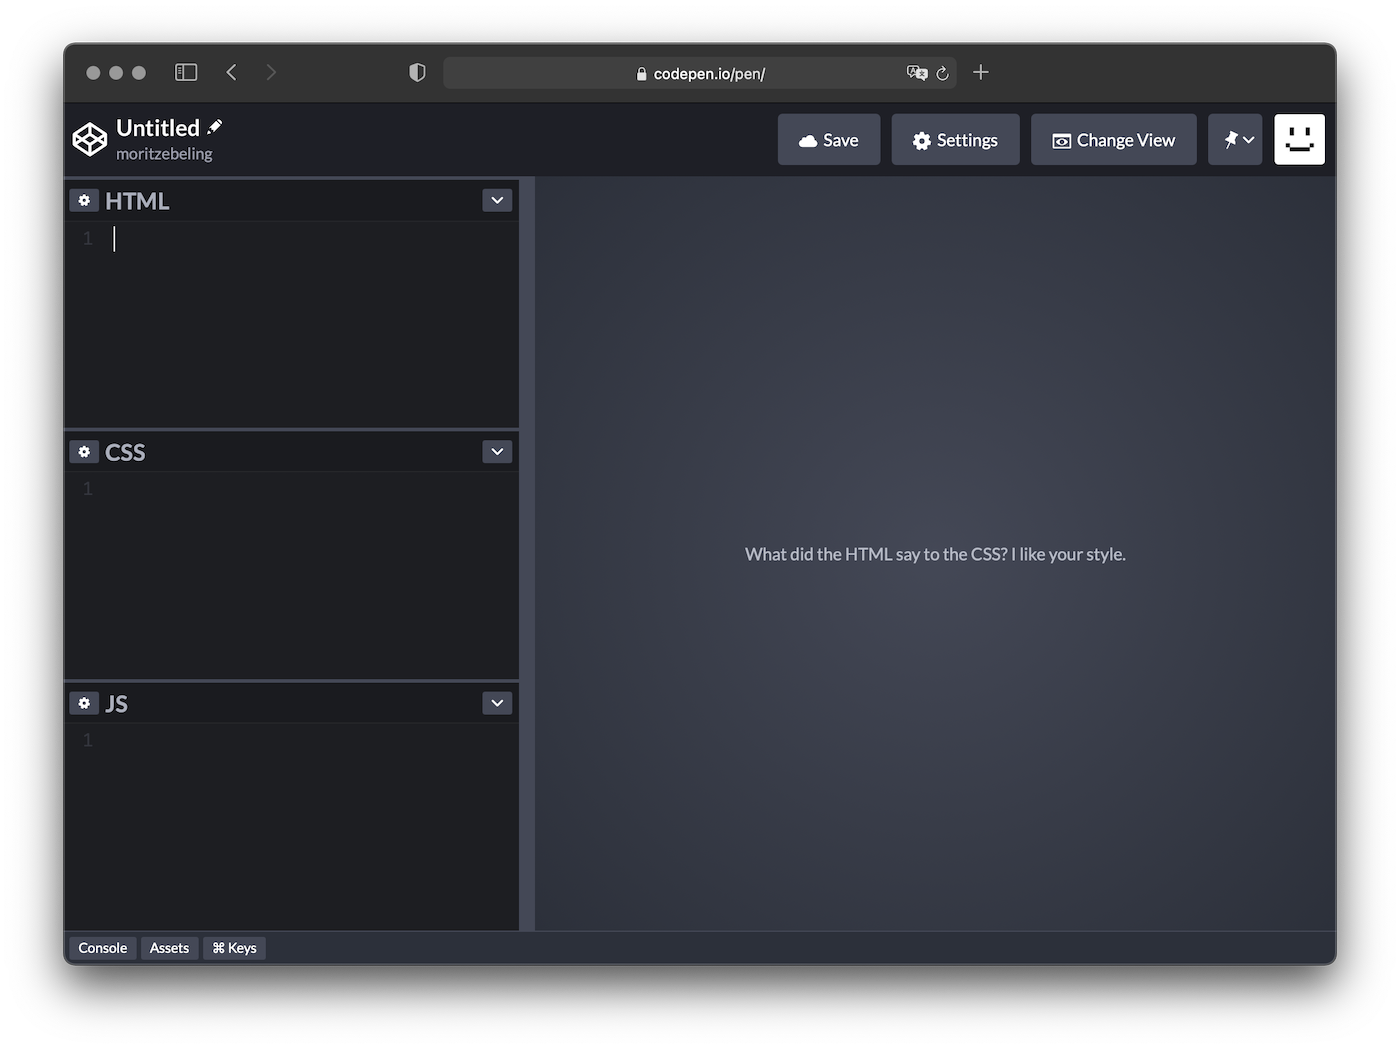 codepen.io/pen/
Untitled
moritzebeling
Save
Settings
Change View
HTML
1
CSS
1
JS
1
What did the HTML say to the CSS? I like your style.
Console
Assets
⌘ Keys